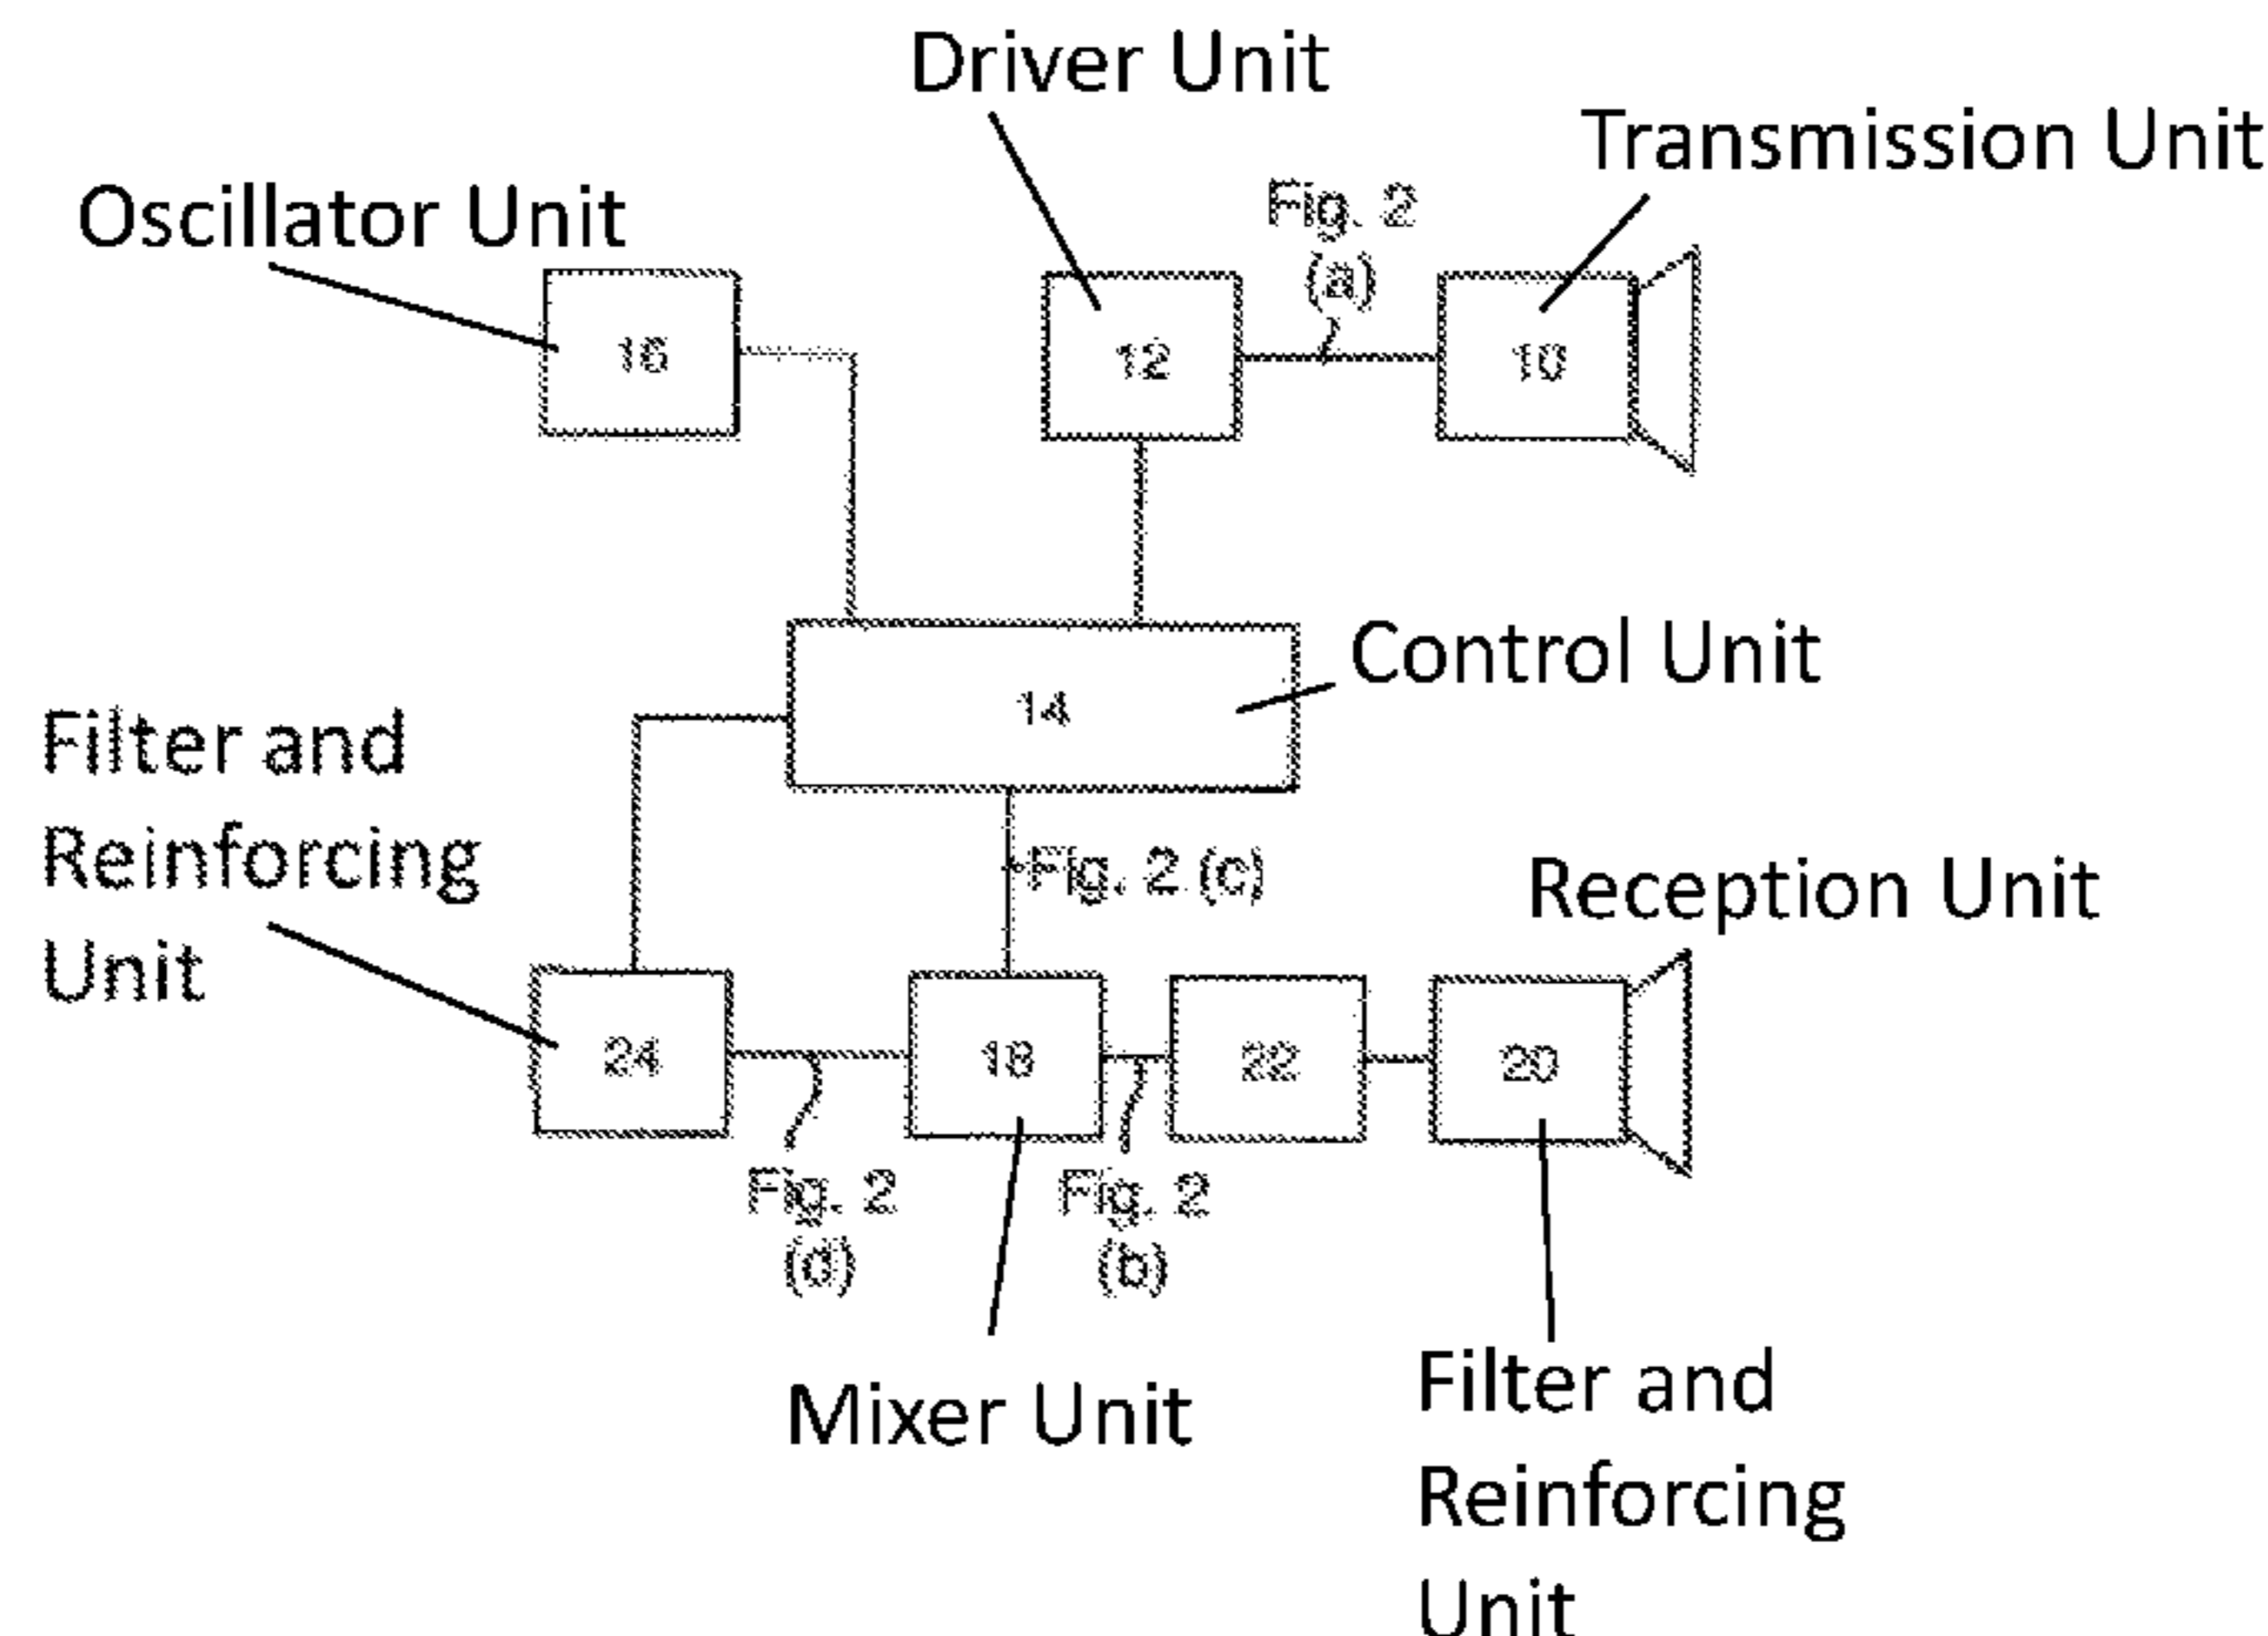 Driver Unit
Transmission Unit
Oscillator Unit
Fig. 2
(a)
16
12
10
Control Unit
14
Filter and
Reinforcing
Unit
Fig. 2 (c)
Reception Unit
24
18
22
20
Fig. 2
(d)
Fig. 2
(b)
Mixer Unit
Filter and
Reinforcing
Unit